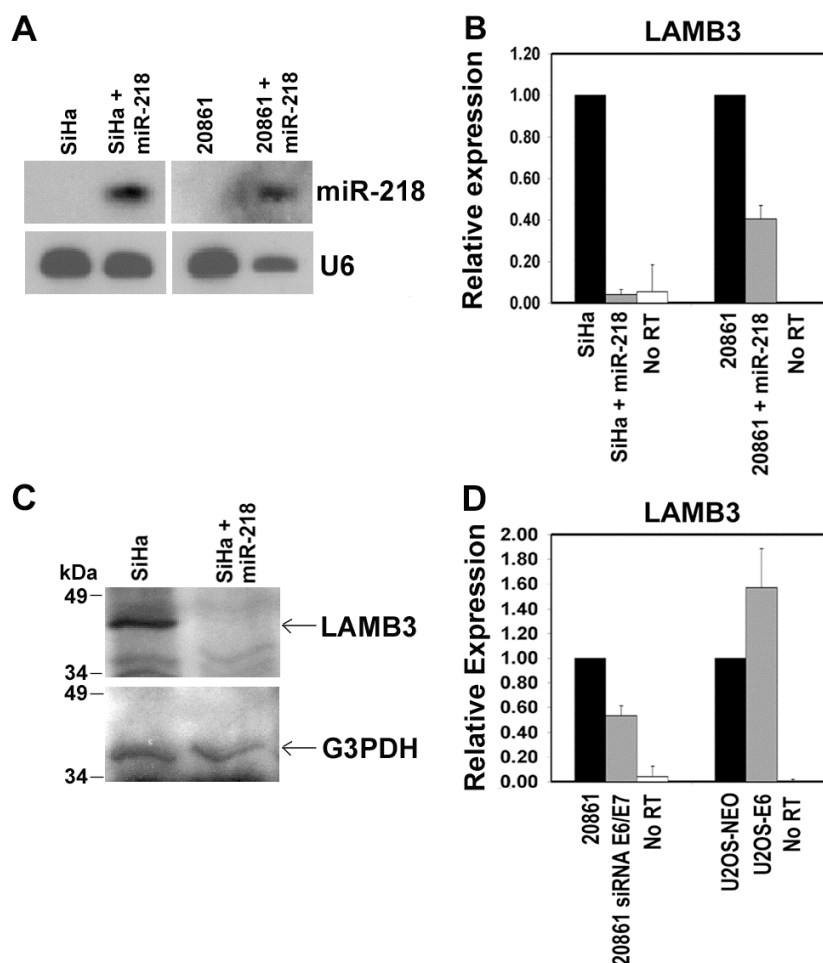 A
SiHa
SiHa +
miR-218
20861
20861 +
miR-218
miR-218
U6
B
LAMB3
Relative expression
1.20
1.00
0.80
0.60
0.40
0.20
0.00
SiHa
SiHa + miR-218
No RT
20861
20861 + miR-218
No RT
C
kDa
SiHa
SiHa +
miR-218
49
LAMB3
34
49
G3PDH
34
D
LAMB3
Relative Expression
2.00
1.80
1.60
1.40
1.20
1.00
0.80
0.60
0.40
0.20
0.00
20861
20861 siRNA E6/E7
No RT
U2OS-NEO
U2OS-E6
No RT